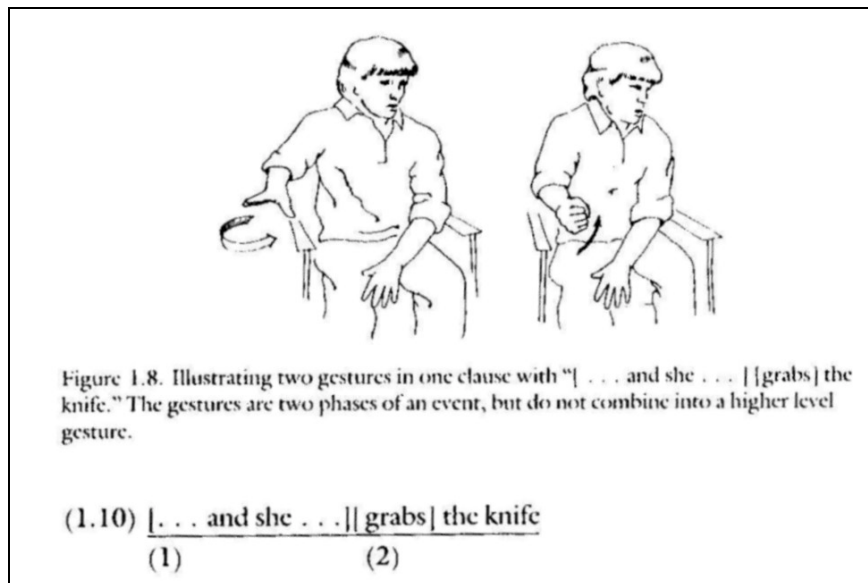 Figure 1.8. Illustrating two gestures in one clause with “[ . . . and she . . . ] [grabs] the
knife.” The gestures are two phases of an event, but do not combine into a higher level
gesture.
(1.10) [. . . and she . . .][ grabs] the knife
(1) (2)